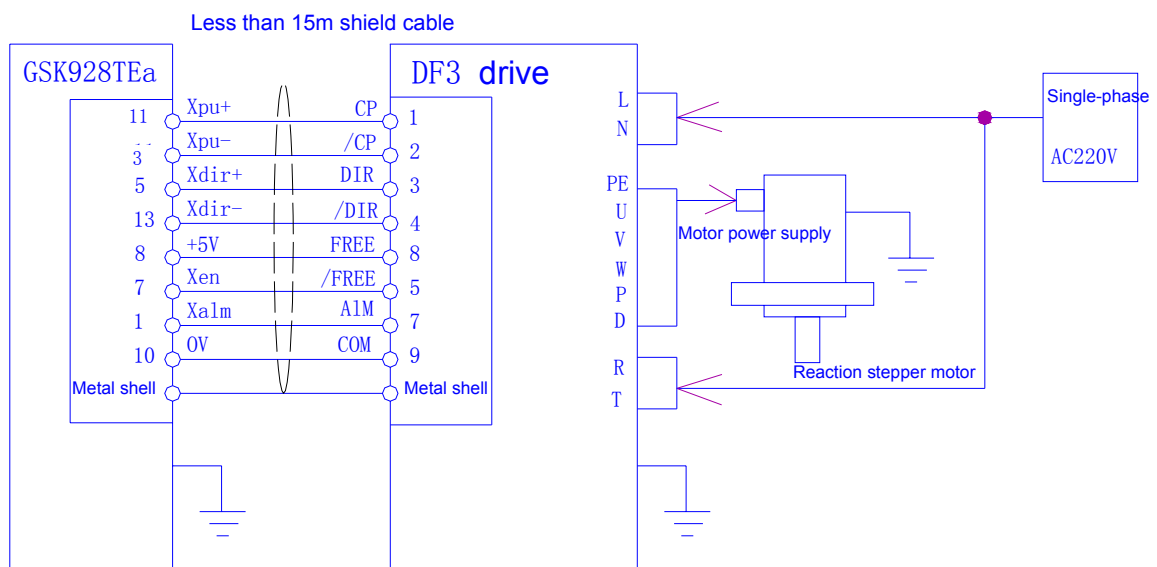 Less than 15m shield cable
GSK928TEa
DF3 drive
11 Xpu+ CP 1
3 Xpu- /CP 2
5 Xdir+ DIR 3
13 Xdir- /DIR 4
8 +5V FREE 8
7 Xen /FREE 5
1 Xalm AlM 7
10 0V COM 9
Metal shell Metal shell
L
N
PE
U
V
W
P
D
R
T
Motor power supply
Reaction stepper motor
Single-phase
AC220V